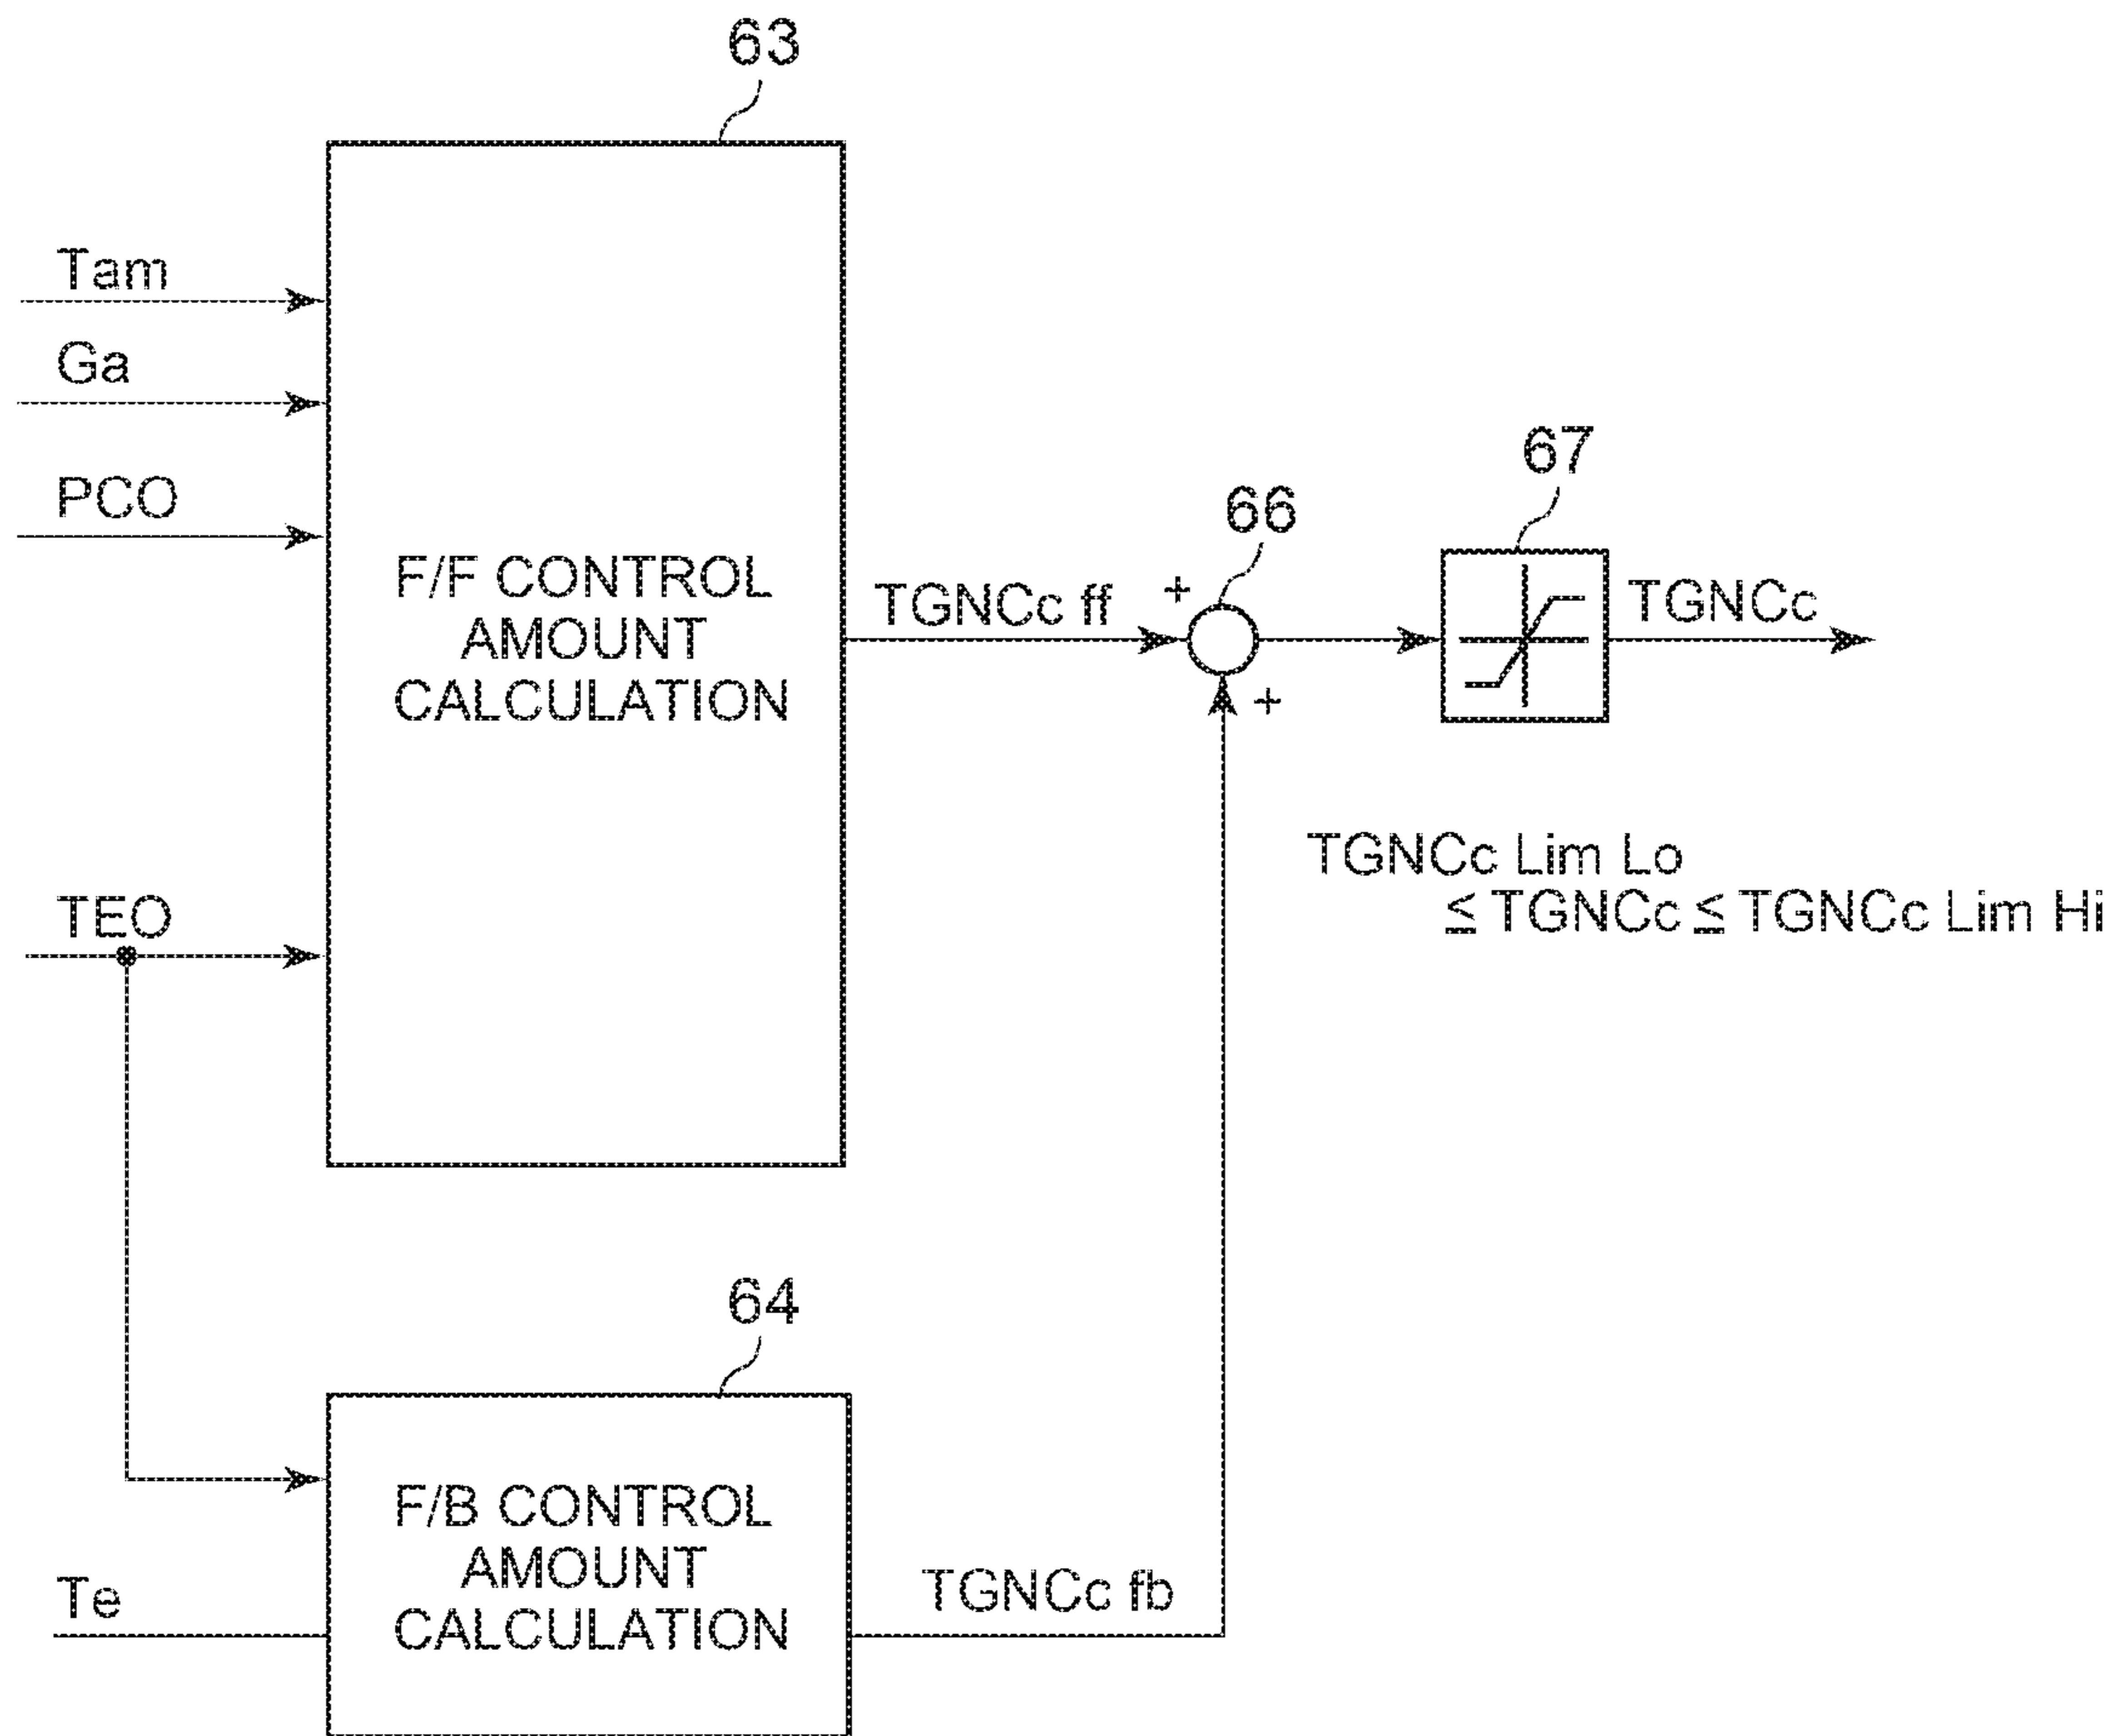 63
Tam
Ga
PCO
F/F CONTROL
AMOUNT
CALCULATION
TEO
TGNCc ff
+
66
+
67
TGNCc
TGNCc Lim Lo
≤ TGNCc ≤ TGNCc Lim Hi
64
F/B CONTROL
AMOUNT
CALCULATION
Te
TGNCc fb